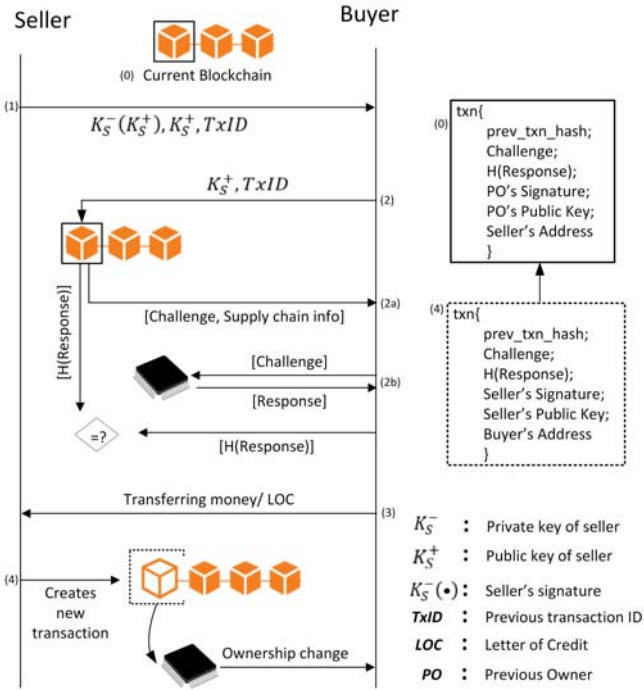 Seller
Buyer
(0) Current Blockchain
(1)
K_S^-(K_S^+), K_S^+, TxID
K_S^+, TxID
(2)
[H(Response)]
(2a)
[Challenge, Supply chain info]
[Challenge]
(2b)
[Response]
=?
[H(Response)]
Transferring money/ LOC
(3)
(4)
Creates
new
transaction
Ownership change
(0)
txn{
prev_txn_hash;
Challenge;
H(Response);
PO's Signature;
PO's Public Key;
Seller's Address
}
(4)
txn{
prev_txn_hash;
Challenge;
H(Response);
Seller's Signature;
Seller's Public Key;
Buyer's Address
}
K_S^- : Private key of seller
K_S^+ : Public key of seller
K_S^-(•) : Seller's signature
TxID : Previous transaction ID
LOC : Letter of Credit
PO : Previous Owner